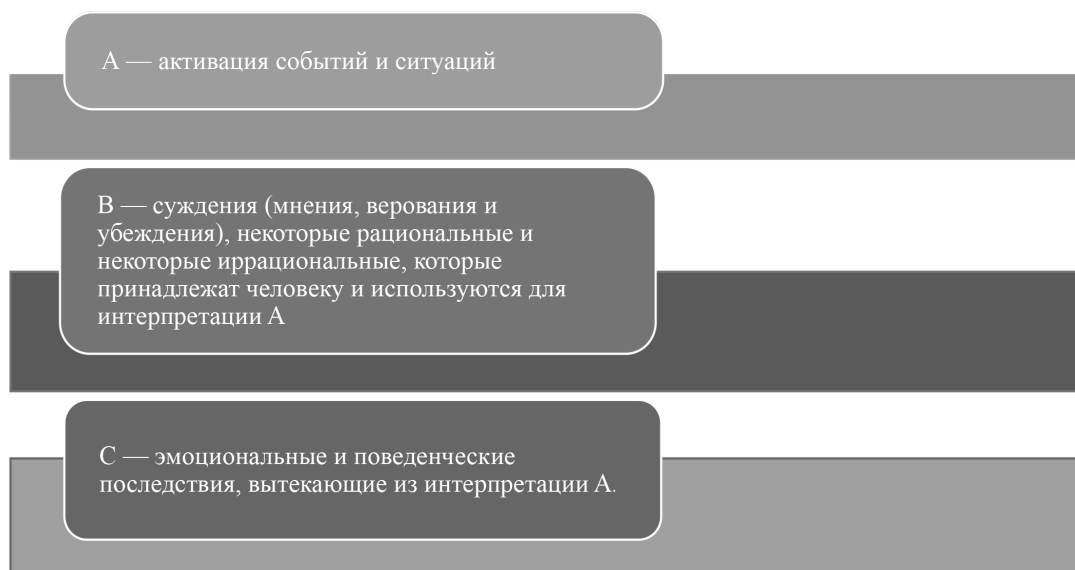 А — активация событий и ситуаций
В — суждения (мнения, верования и
убеждения), некоторые рациональные и
некоторые иррациональные, которые
принадлежат человеку и используются для
интерпретации А
С — эмоциональные и поведенческие
последствия, вытекающие из интерпретации А.